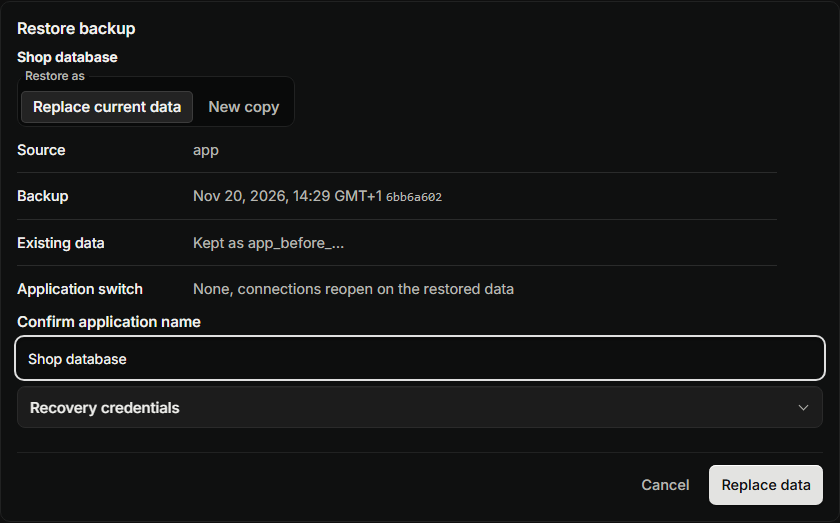 Restore backup
Shop database
Restore as
Replace current data New copy
Source app
Backup Nov 20, 2026, 14:29 GMT+1 6bb6a602
Existing data Kept as app_before_...
Application switch None, connections reopen on the restored data
Confirm application name
Shop database
Recovery credentials
Cancel Replace data